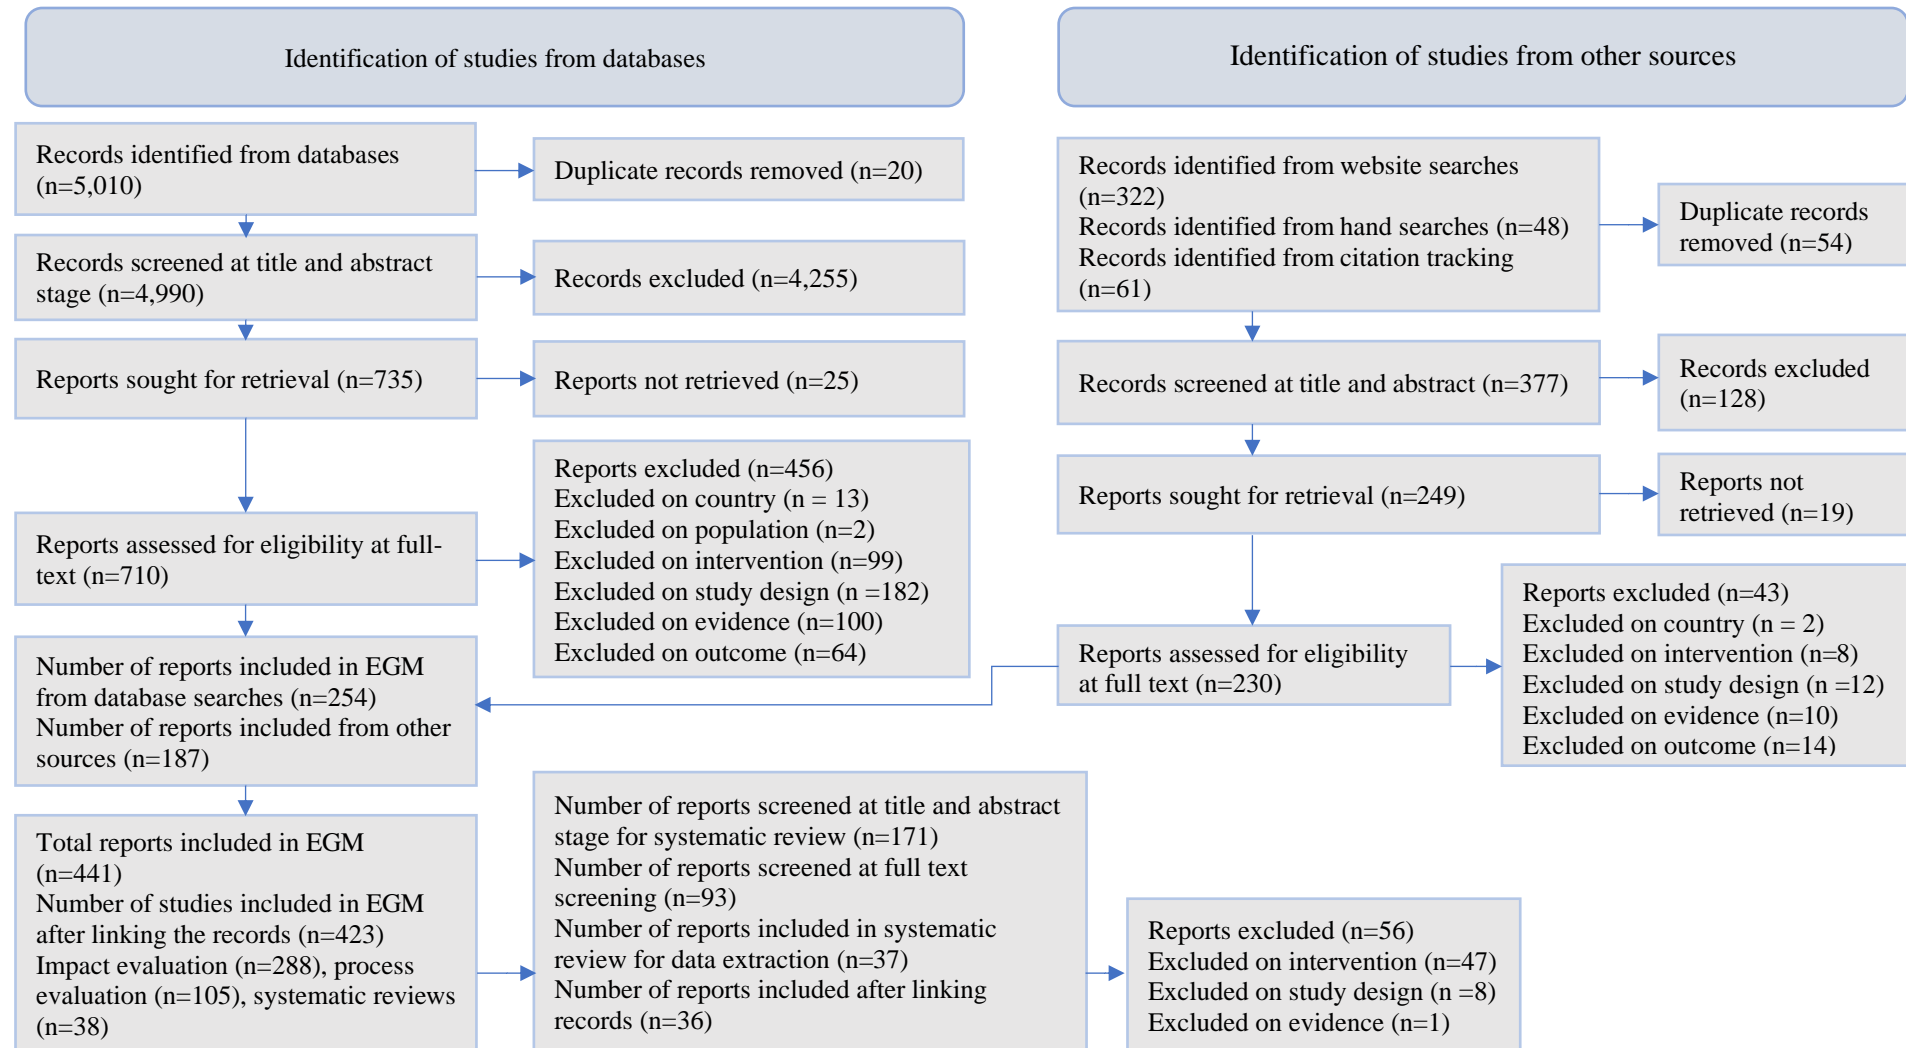 Identification of studies from databases
Records identified from databases
(n=5,010)
Duplicate records removed (n=20)
Records screened at title and abstract
stage (n=4,990)
Records excluded (n=4,255)
Reports sought for retrieval (n=735)
Reports not retrieved (n=25)
Reports assessed for eligibility at full-
text (n=710)
Reports excluded (n=456)
Excluded on country (n = 13)
Excluded on population (n=2)
Excluded on intervention (n=99)
Excluded on study design (n =182)
Excluded on evidence (n=100)
Excluded on outcome (n=64)
Identification of studies from other sources
Records identified from website searches
(n=322)
Records identified from hand searches (n=48)
Records identified from citation tracking
(n=61)
Duplicate records
removed (n=54)
Records screened at title and abstract (n=377)
Records excluded
(n=128)
Reports sought for retrieval (n=249)
Reports not
retrieved (n=19)
Reports assessed for eligibility
at full text (n=230)
Reports excluded (n=43)
Excluded on country (n = 2)
Excluded on intervention (n=8)
Excluded on study design (n =12)
Excluded on evidence (n=10)
Excluded on outcome (n=14)
Number of reports included in EGM
from database searches (n=254)
Number of reports included from other
sources (n=187)
Total reports included in EGM
(n=441)
Number of studies included in EGM
after linking the records (n=423)
Impact evaluation (n=288), process
evaluation (n=105), systematic reviews
(n=38)
Number of reports screened at title and abstract
stage for systematic review (n=171)
Number of reports screened at full text
screening (n=93)
Number of reports included in systematic
review for data extraction (n=37)
Number of reports included after linking
records (n=36)
Reports excluded (n=56)
Excluded on intervention (n=47)
Excluded on study design (n =8)
Excluded on evidence (n=1)